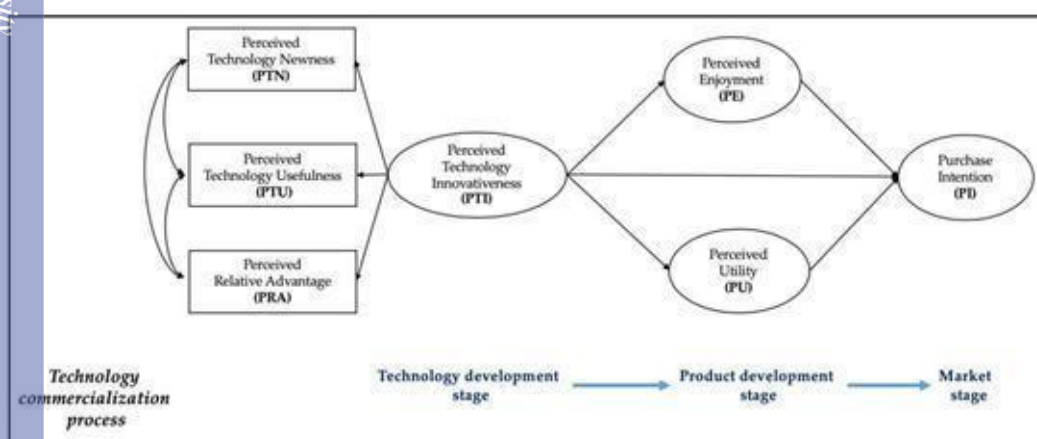 Perceived
Technology Newness
(PTN)
Perceived
Technology Usefulness
(PTU)
Perceived
Relative Advantage
(PRA)
Perceived
Technology
Innovativeness
(PTI)
Perceived
Enjoyment
(PE)
Perceived
Utility
(PU)
Purchase
Intention
(PI)
Technology
commercialization
process
Technology development
stage
Product development
stage
Market
stage